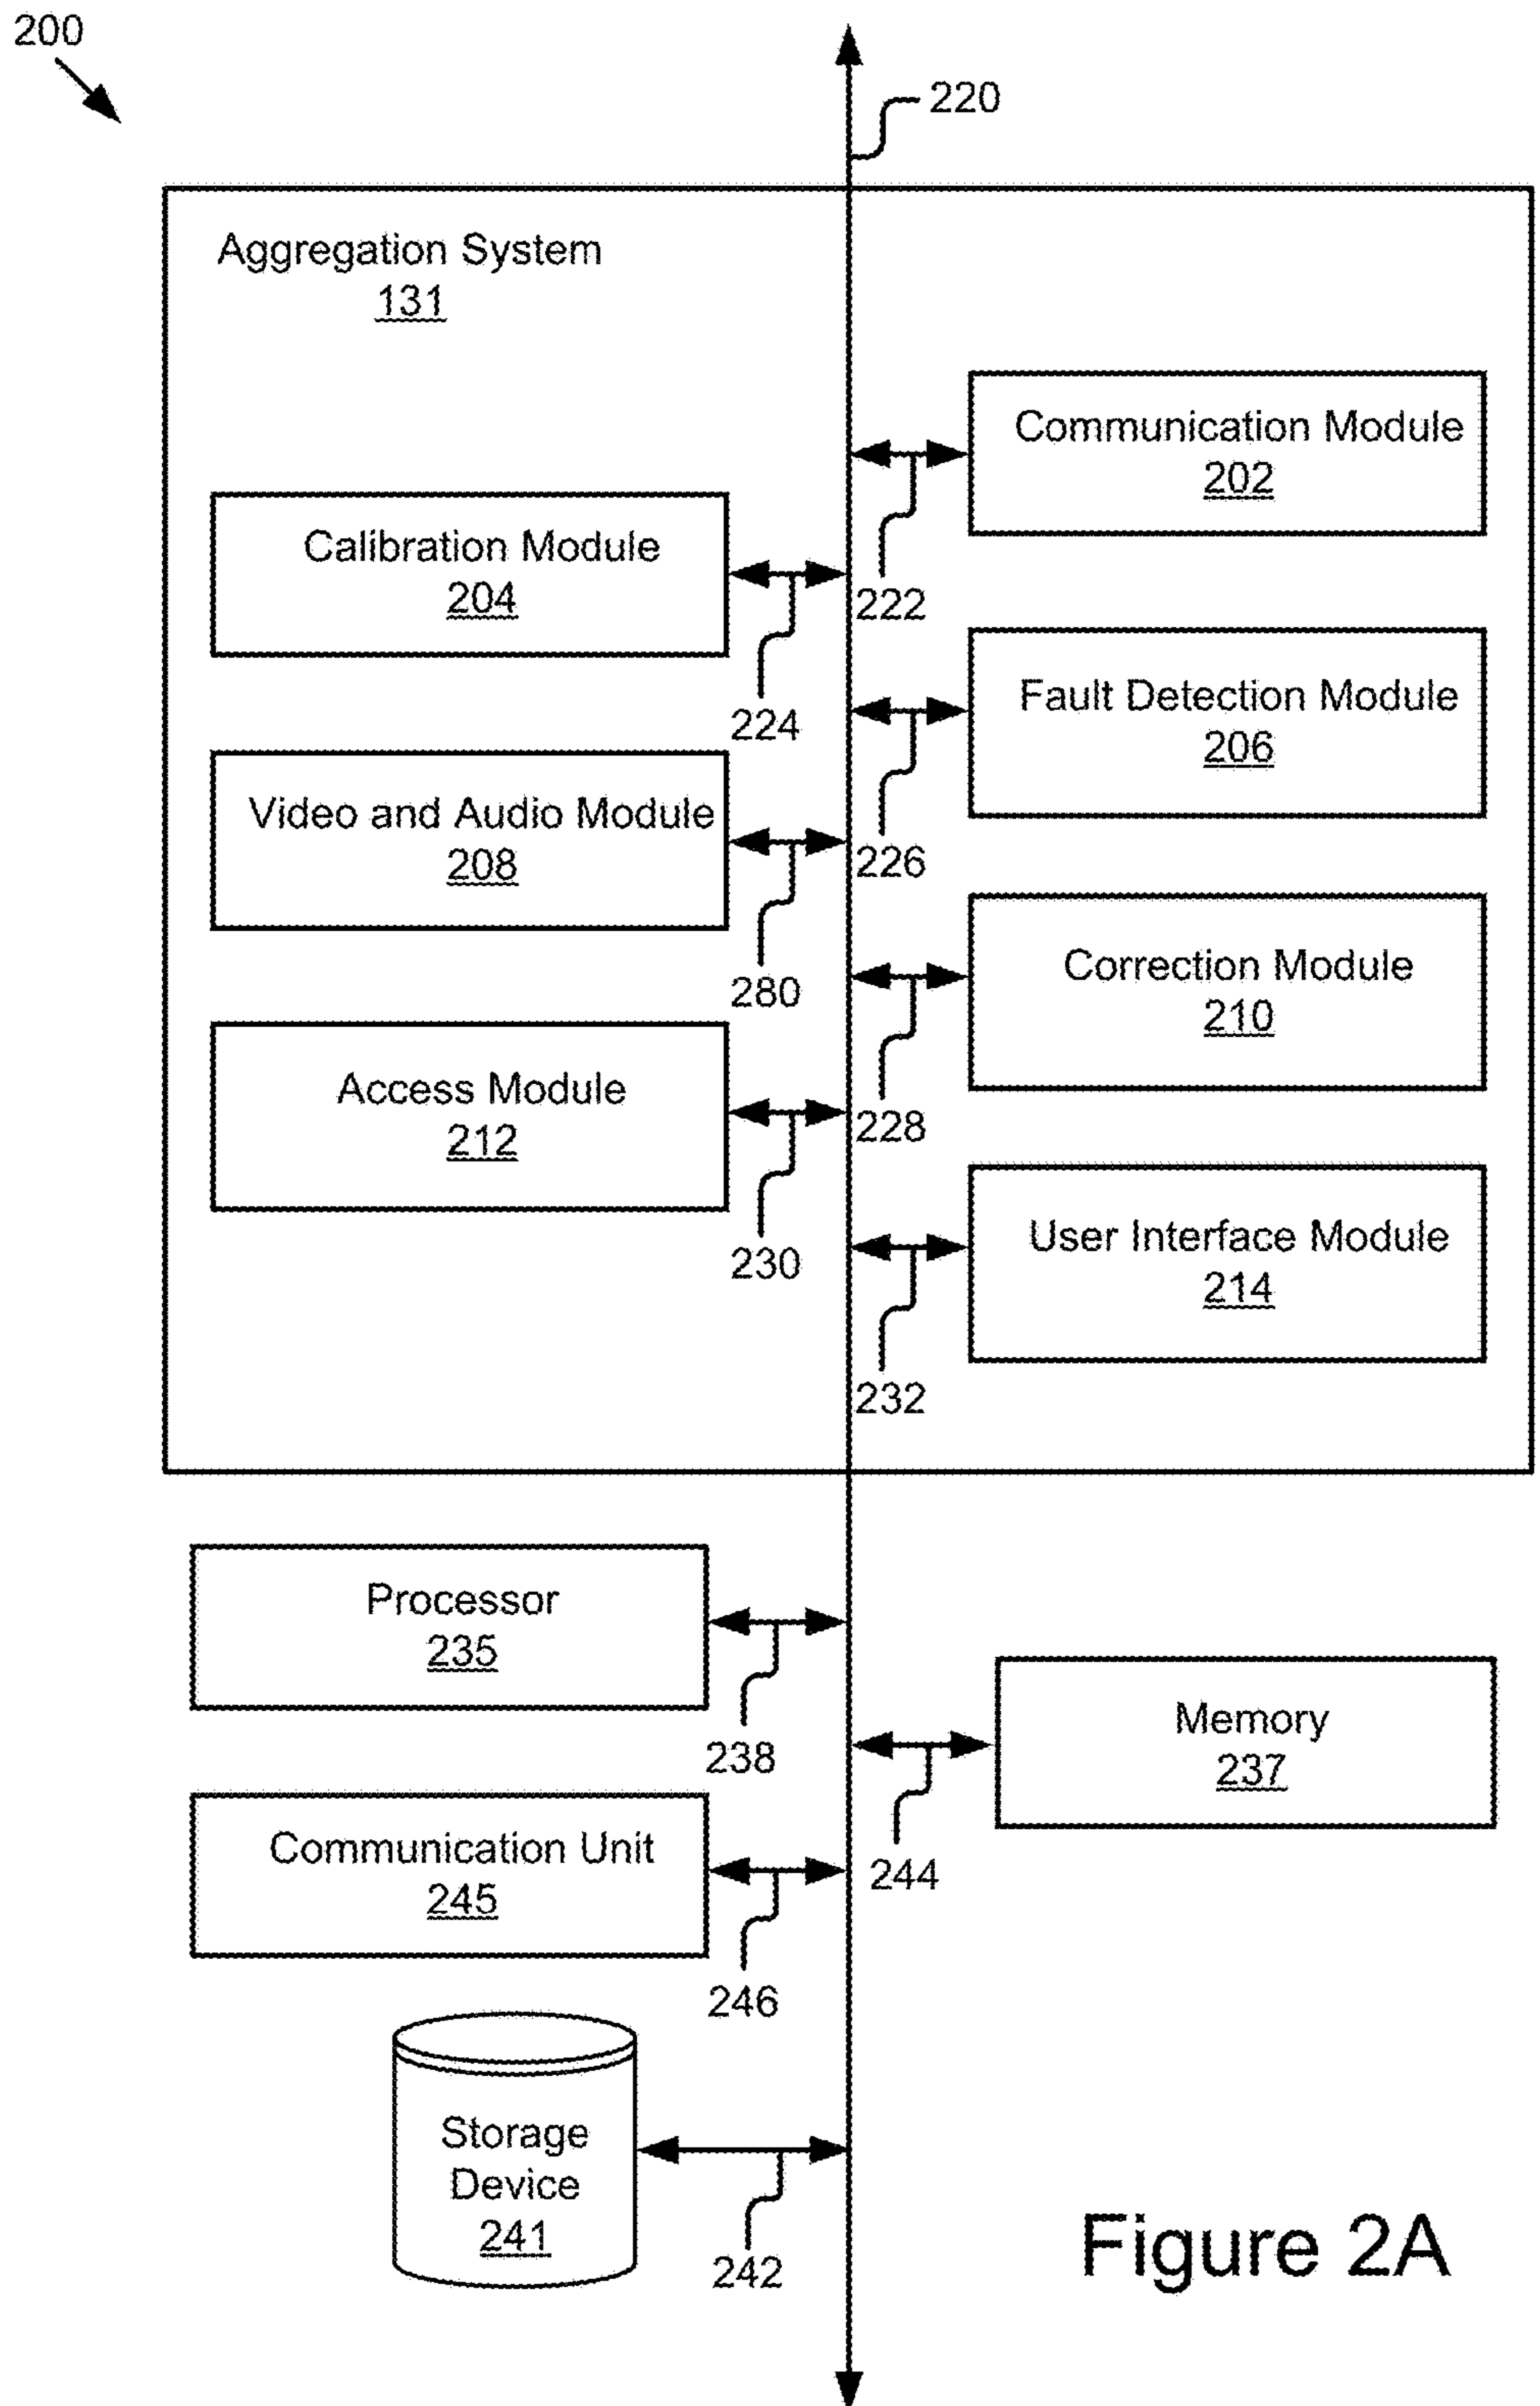 200
220
Aggregation System
131
Communication Module
202
222
Calibration Module
204
224
Fault Detection Module
206
226
Video and Audio Module
208
280
Correction Module
210
228
Access Module
212
230
User Interface Module
214
232
Processor
235
238
Memory
237
244
Communication Unit
245
246
Storage
Device
241
242
Figure 2A